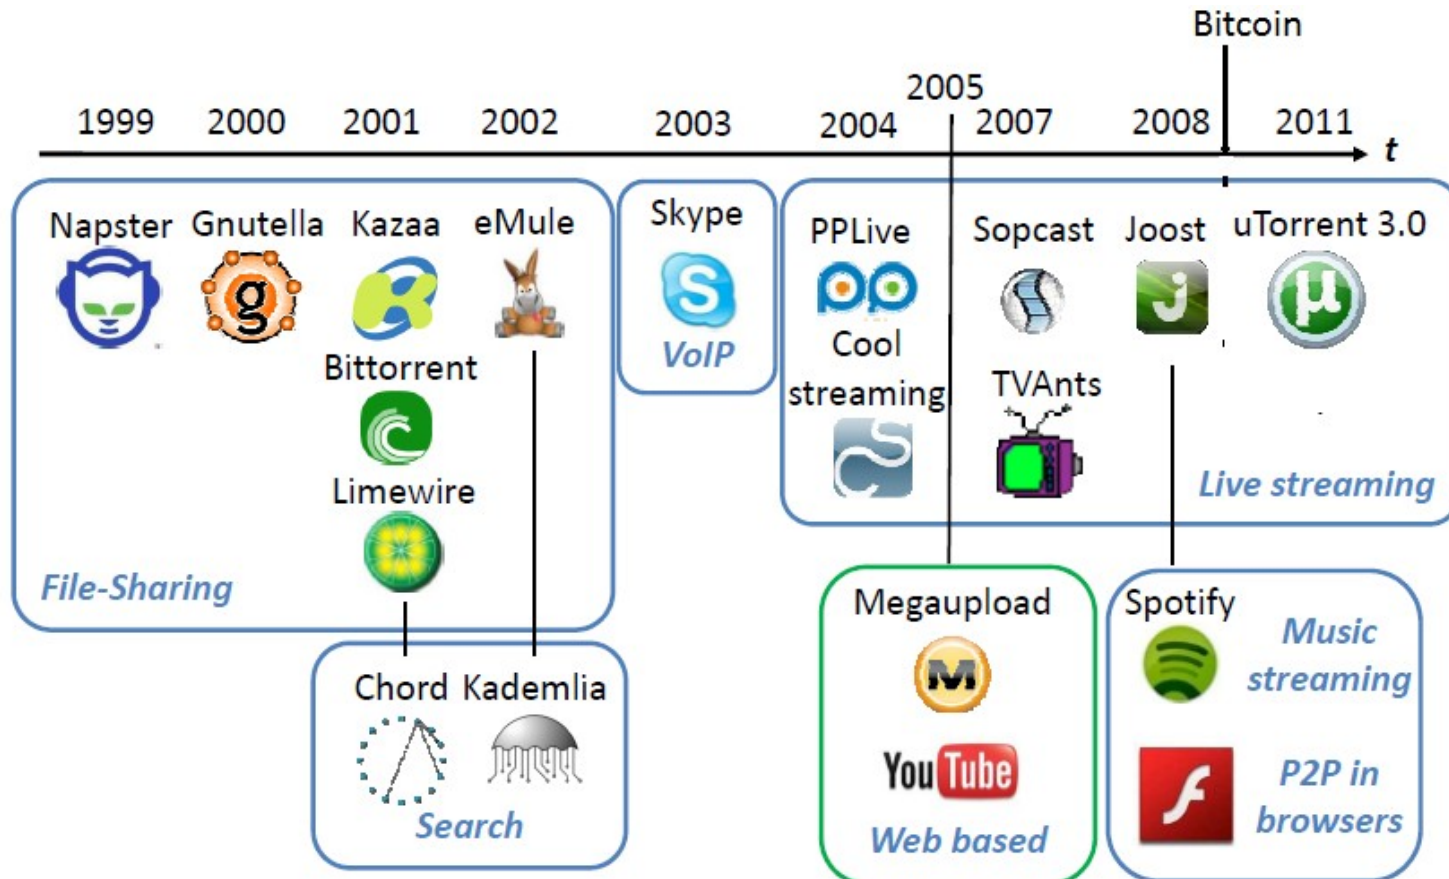 Bitcoin
2005
1999 2000 2001 2002 2003 2004 2007 2008 2011
t
Napster Gnutella Kazaa eMule
g
Bittorrent
Limewire
File-Sharing
Skype
S
VoIP
PPLive Sopcast Joost uTorrent 3.0
pp
J
µ
Cool
streaming
TVAnts
CS
Live streaming
Chord Kademlia
Search
Megaupload
M
YouTube
Web based
Spotify
Music
streaming
f
P2P in
browsers